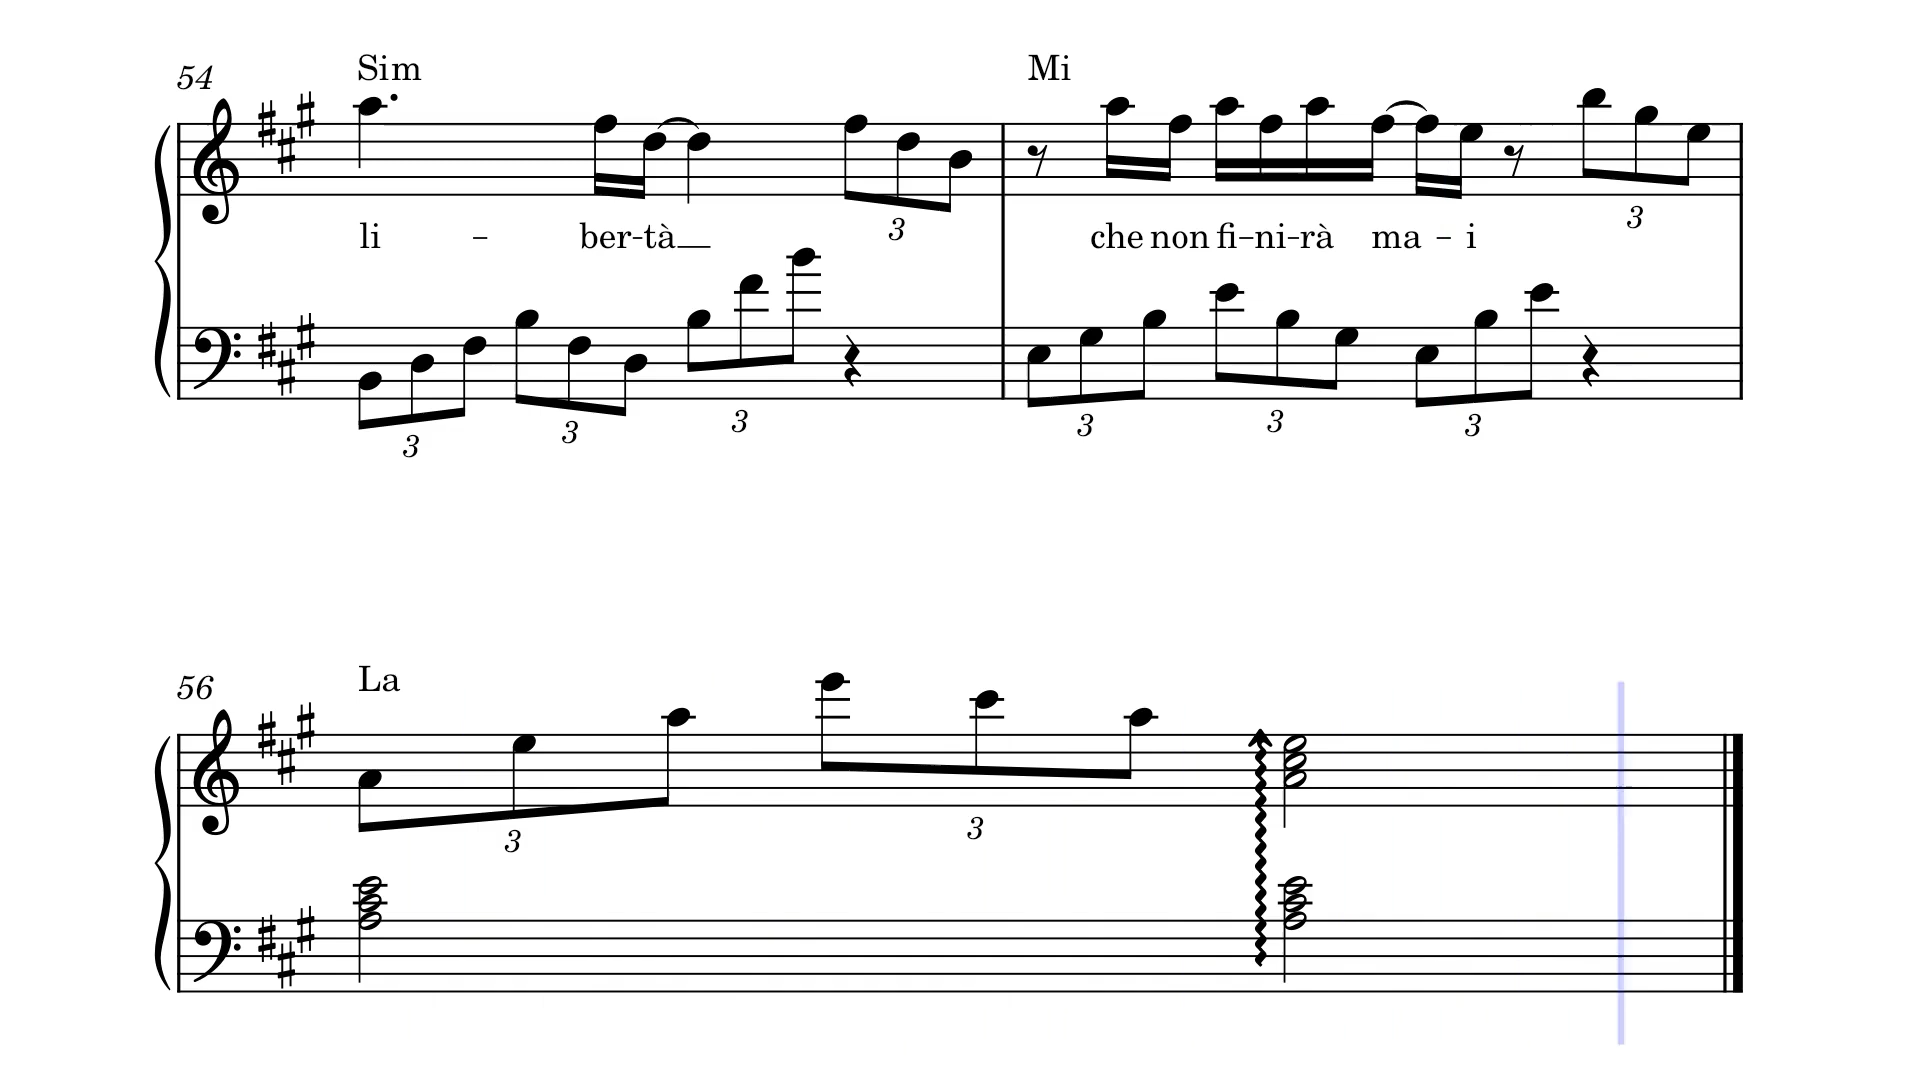 54
Sim Mi
3 3
li – ber-tà__ che non fi-ni-rà ma - i
3 3 3 3 3 3
56
La
3 3